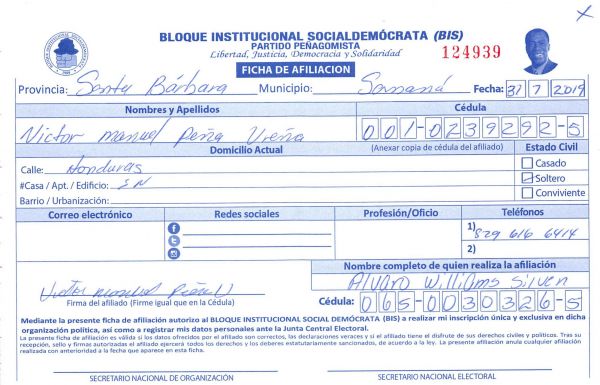 BLOQUE INSTITUCIONAL SOCIALDEMÓCRATA (BIS)
PARTIDO PEÑAGOMISTA
Libertad, Justicia, Democracia y Solidaridad
124939
FICHA DE AFILIACION
Provincia: Santa Bárbara Municipio: Samaná Fecha: 31 7 2019
Nombres y Apellidos Cédula
Victor manuel Peña Ureña 001-0239292-5
Domicilio Actual (Anexar copia de cédula del afiliado) Estado Civil
Calle: Honduras Casado
#Casa / Apt. / Edificio: SN Soltero
Barrio / Urbanización: Conviviente
Correo electrónico Redes sociales Profesión/Oficio Teléfonos
1) 829 616 6414
2)
Nombre completo de quien realiza la afiliación
Alvaro Williams Silven
Victor manuel Peña U
Firma del afiliado (Firme igual que en la Cédula) Cédula: 065-0030326-5
Mediante la presente ficha de afiliación autorizo al BLOQUE INSTITUCIONAL SOCIAL DEMÓCRATA (BIS) a realizar mi inscripción única y exclusiva en dicha
organización política, así como a registrar mis datos personales ante la Junta Central Electoral.
La presente ficha de afiliación es válida si los datos ofrecidos por el afiliado son correctos, las declaraciones veraces y si el afiliado tiene el disfrute de sus derechos civiles y políticos. Tras su
recepción, sello y firmas autorizadas el afiliado ejercerá todos los derechos y los deberes estatutariamente sancionados, de acuerdo a la ley. La presente afiliación anula cualquier afiliación
realizada con anterioridad a la fecha que aparece en esta ficha.
SECRETARIO NACIONAL DE ORGANIZACIÓN SECRETARIO NACIONAL ELECTORAL